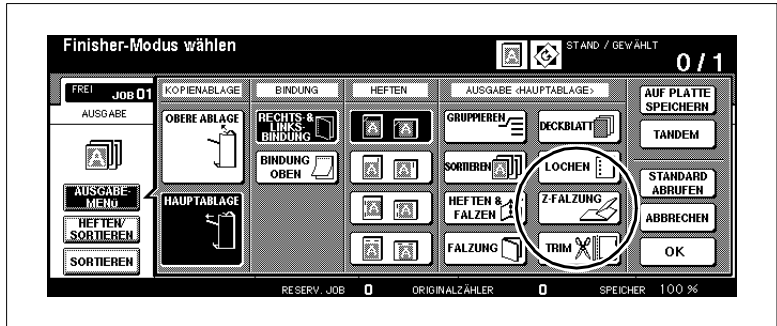 Finisher-Modus wählen
STAND / GEWÄHLT
0 / 1
FREI JOB 01
AUSGABE
AUSGABE-
MENÜ
HEFTEN/
SORTIEREN
SORTIEREN
KOPIENABLAGE
OBERE ABLAGE
HAUPTABLAGE
BINDUNG
RECHTS-&
LINKS-
BINDUNG
BINDUNG
OBEN
HEFTEN
AUSGABE <HAUPTABLAGE>
GRUPPIEREN
DECKBLATT
SORTIEREN
LOCHEN
HEFTEN &
FALZEN
Z-FALZUNG
FALZUNG
TRIM
AUF PLATTE
SPEICHERN
TANDEM
STANDARD
ABRUFEN
ABBRECHEN
OK
RESERV. JOB 0 ORIGINALZÄHLER 0 SPEICHER 100 %